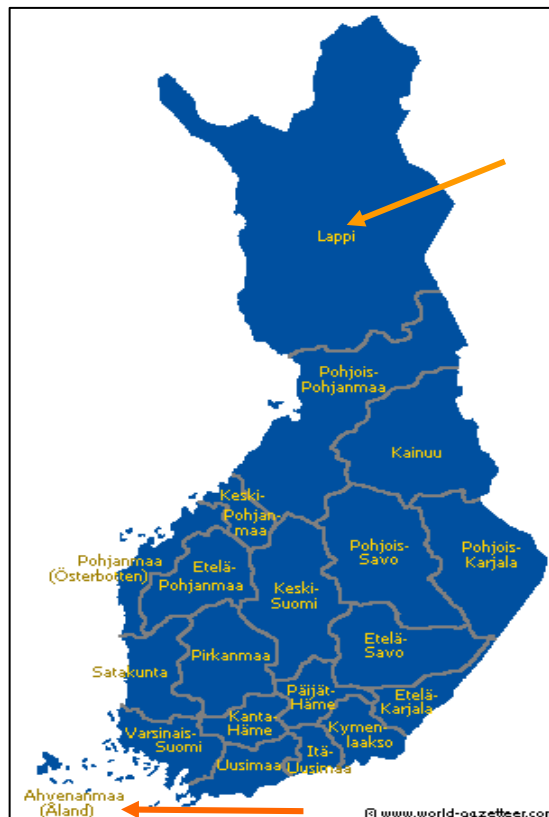 Lappi
Pohjois-
Pohjanmaa
Kainuu
Keski-
Pohjan-
maa
Pohjanmaa
(Österbotten)
Etelä-
Pohjanmaa
Keski-
Suomi
Pohjois-
Savo
Pohjois-
Karjala
Satakunta
Pirkanmaa
Etelä-
Savo
Päijät-
Häme
Etelä-
Karjala
Varsinais-
Suomi
Kanta-
Häme
Kymen-
laakso
Uusimaa
Itä-
Uusimaa
Ahvenanmaa
(Åland)
© www.world-gazetteer.com